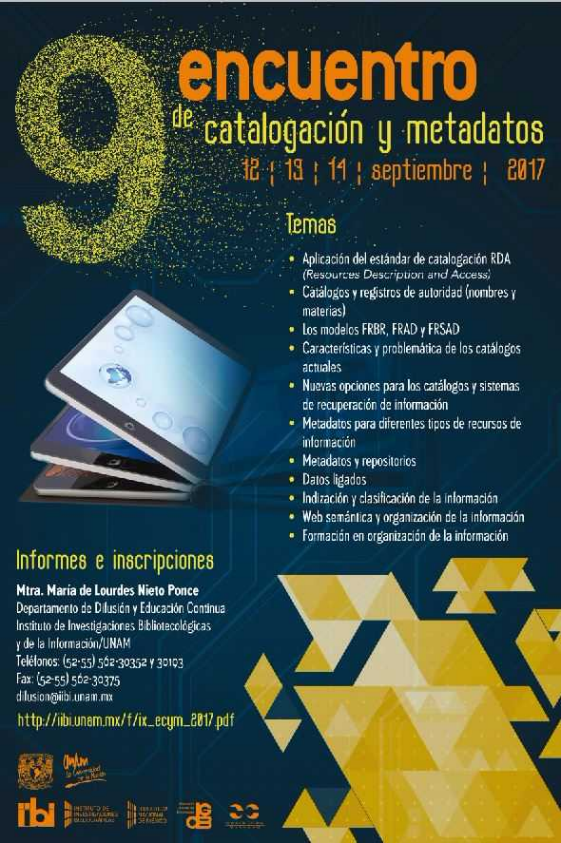 9
encuentro
de catalogación y metadatos
12 ¦ 13 ¦ 14 ¦ septiembre ¦ 2017
Temas
• Aplicación del estándar de catalogación RDA
(Resources Description and Access)
• Catálogos y registros de autoridad (nombres y
materias)
• Los modelos FRBR, FRAD y FRSAD
• Características y problemática de los catálogos
actuales
• Nuevas opciones para los catálogos y sistemas
de recuperación de información
• Metadatos para diferentes tipos de recursos de
información
• Metadatos y repositorios
• Datos ligados
• Indización y clasificación de la información
• Web semántica y organización de la información
• Formación en organización de la información
Informes e inscripciones
Mtra. María de Lourdes Nieto Ponce
Departamento de Difusión y Educación Continua
Instituto de Investigaciones Bibliotecológicas
y de la Información/UNAM
Teléfonos: (52-55) 562-30352 y 30193
Fax: (52-55) 562-30375
difusion@iibi.unam.mx
http://iibi.unam.mx/f/ix_ecym_2017.pdf
iibi
INSTITUTO DE
INVESTIGACIONES